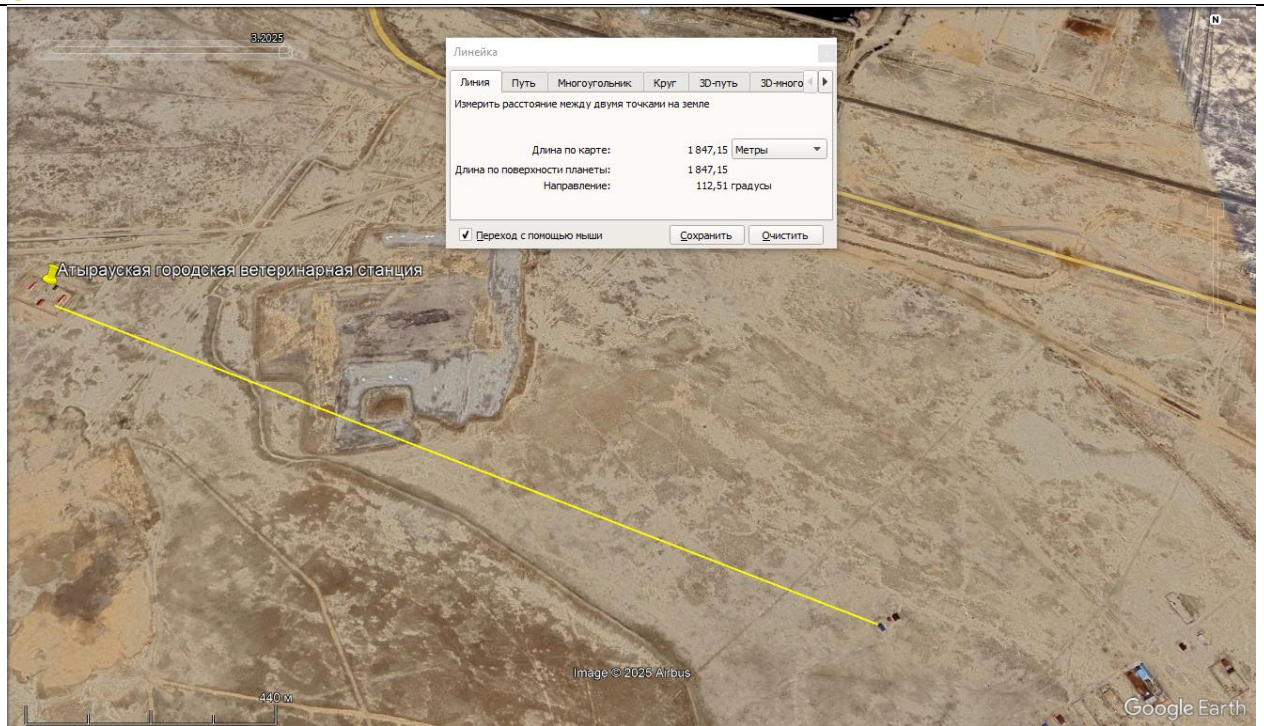 3.2025
N
Линейка
Линия Путь Многоугольник Круг 3D-путь 3D-много
Измерить расстояние между двумя точками на земле
Длина по карте: 1 847,15 Метры
Длина по поверхности планеты: 1 847,15
Направление: 112,51 градусы
Переход с помощью мыши Сохранить Очистить
Атырауская городская ветеринарная станция
Image © 2025 Airbus
440 м
Google Earth